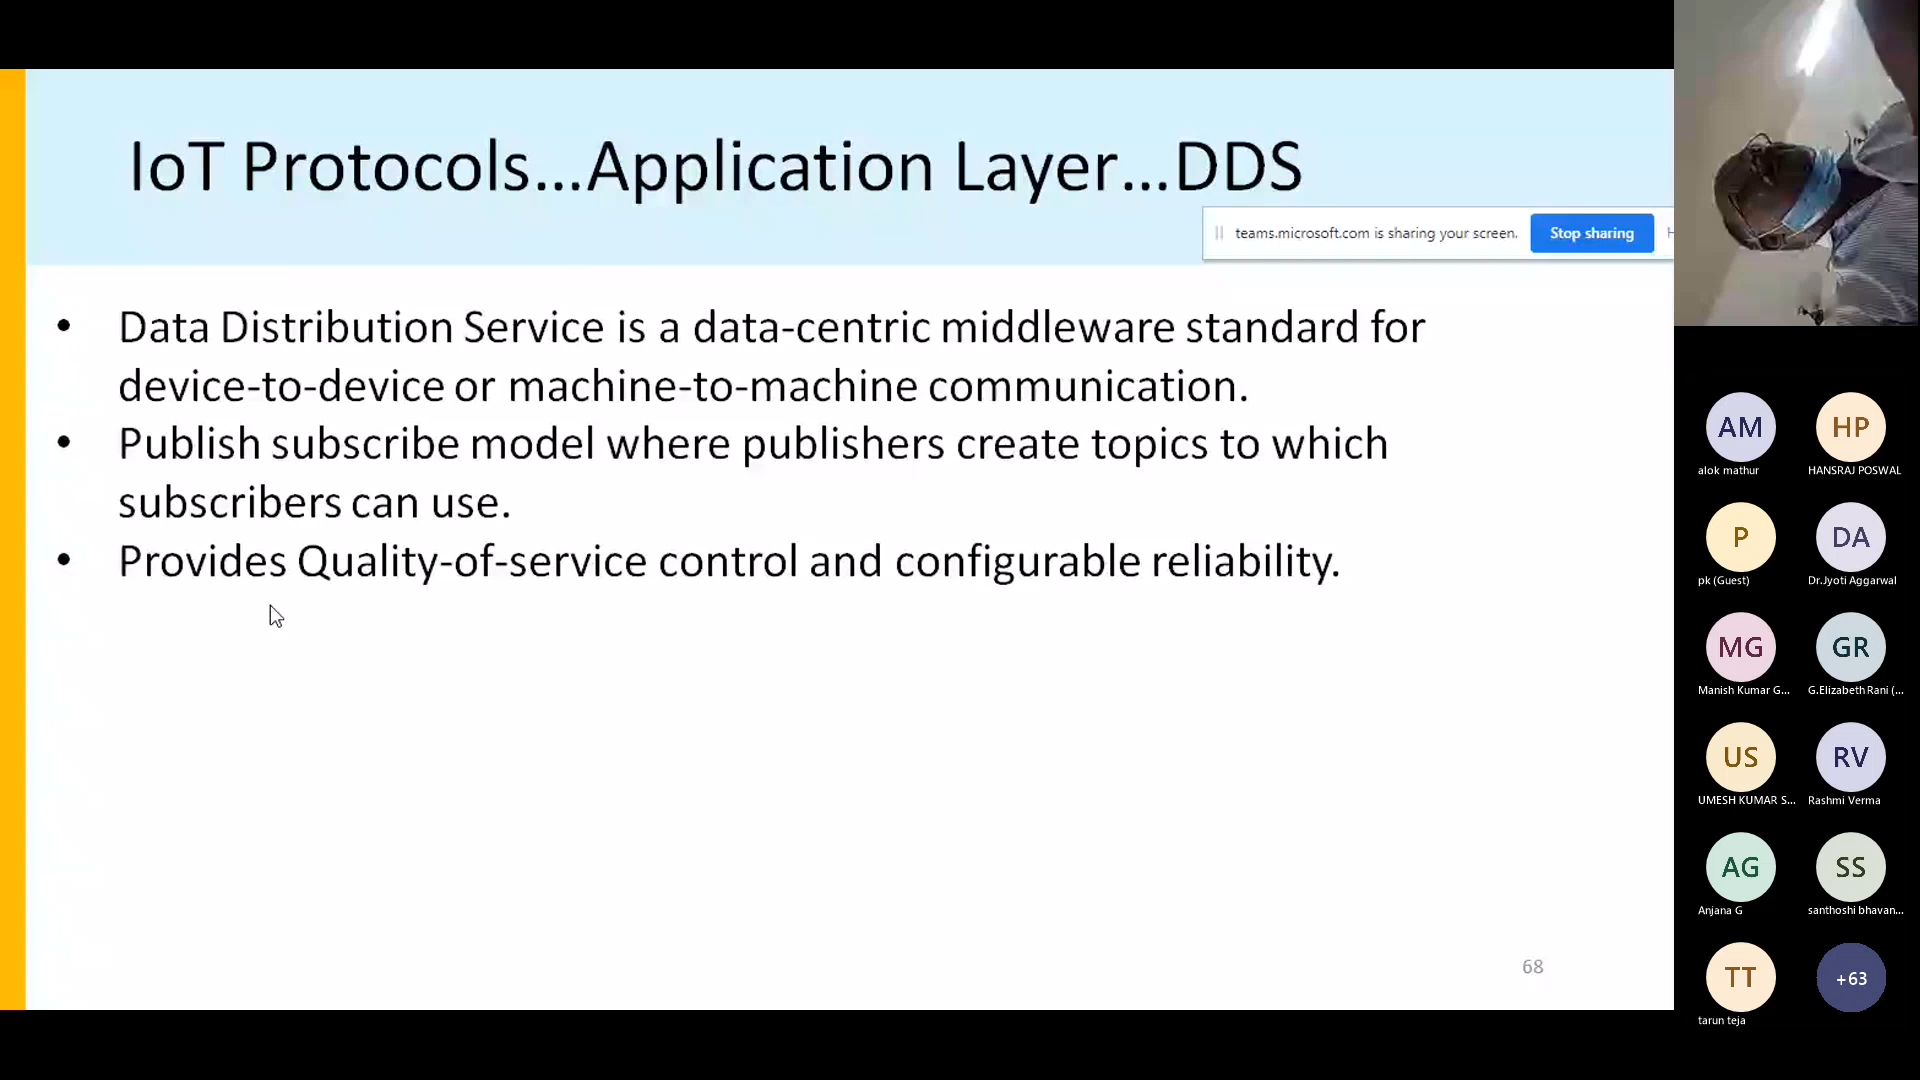 IoT Protocols...Application Layer...DDS
teams.microsoft.com is sharing your screen.
Stop sharing
• Data Distribution Service is a data-centric middleware standard for
device-to-device or machine-to-machine communication.
• Publish subscribe model where publishers create topics to which
subscribers can use.
• Provides Quality-of-service control and configurable reliability.
68
AM
alok mathur
HP
HANSRAJ POSWAL
P
pk (Guest)
DA
Dr.Jyoti Aggarwal
MG
Manish Kumar G...
GR
G.Elizabeth Rani (...
US
UMESH KUMAR S...
RV
Rashmi Verma
AG
Anjana G
SS
santhoshi bhavan...
TT
tarun teja
+63